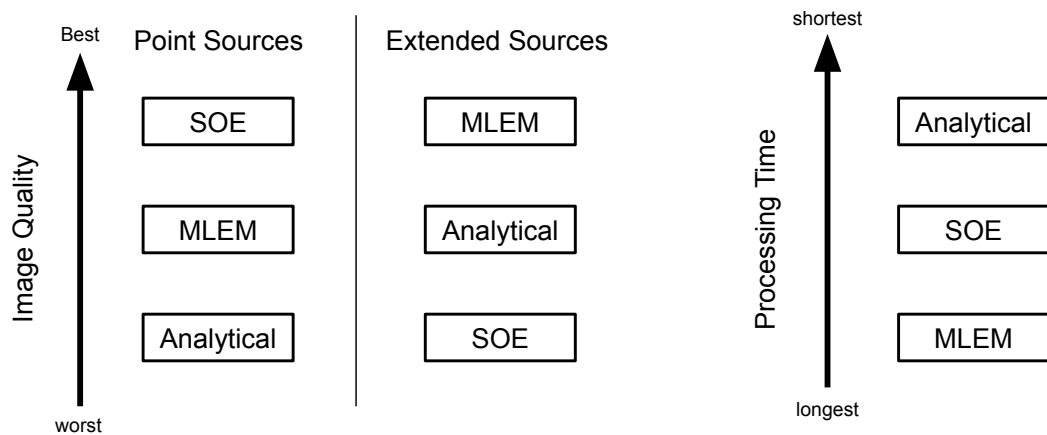 Best
Point Sources
Extended Sources
SOE
MLEM
MLEM
Analytical
Analytical
SOE
Image Quality
worst
shortest
Analytical
SOE
MLEM
Processing Time
longest